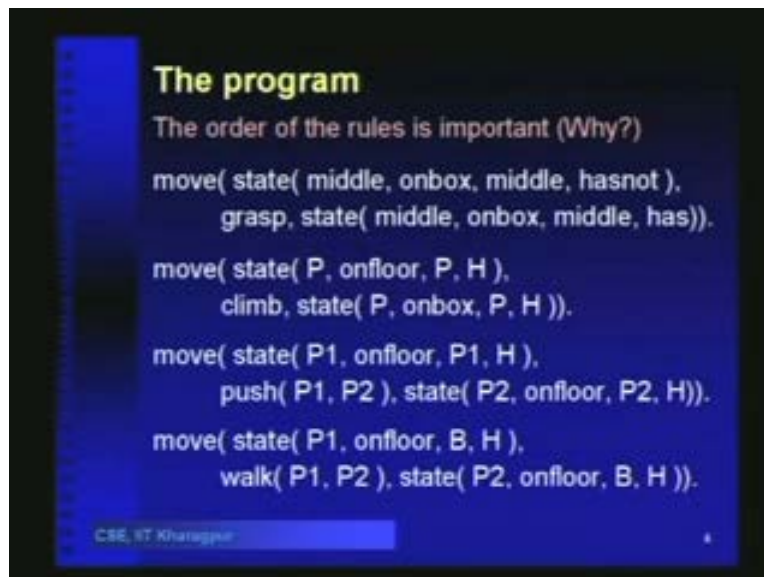 The program
The order of the rules is important (Why?)
move( state( middle, onbox, middle, hasnot ),
grasp, state( middle, onbox, middle, has)).
move( state( P, onfloor, P, H ),
climb, state( P, onbox, P, H )).
move( state( P1, onfloor, P1, H ),
push( P1, P2 ), state( P2, onfloor, P2, H)).
move( state( P1, onfloor, B, H ),
walk( P1, P2 ), state( P2, onfloor, B, H )).
CSE, IIT Kharagpur